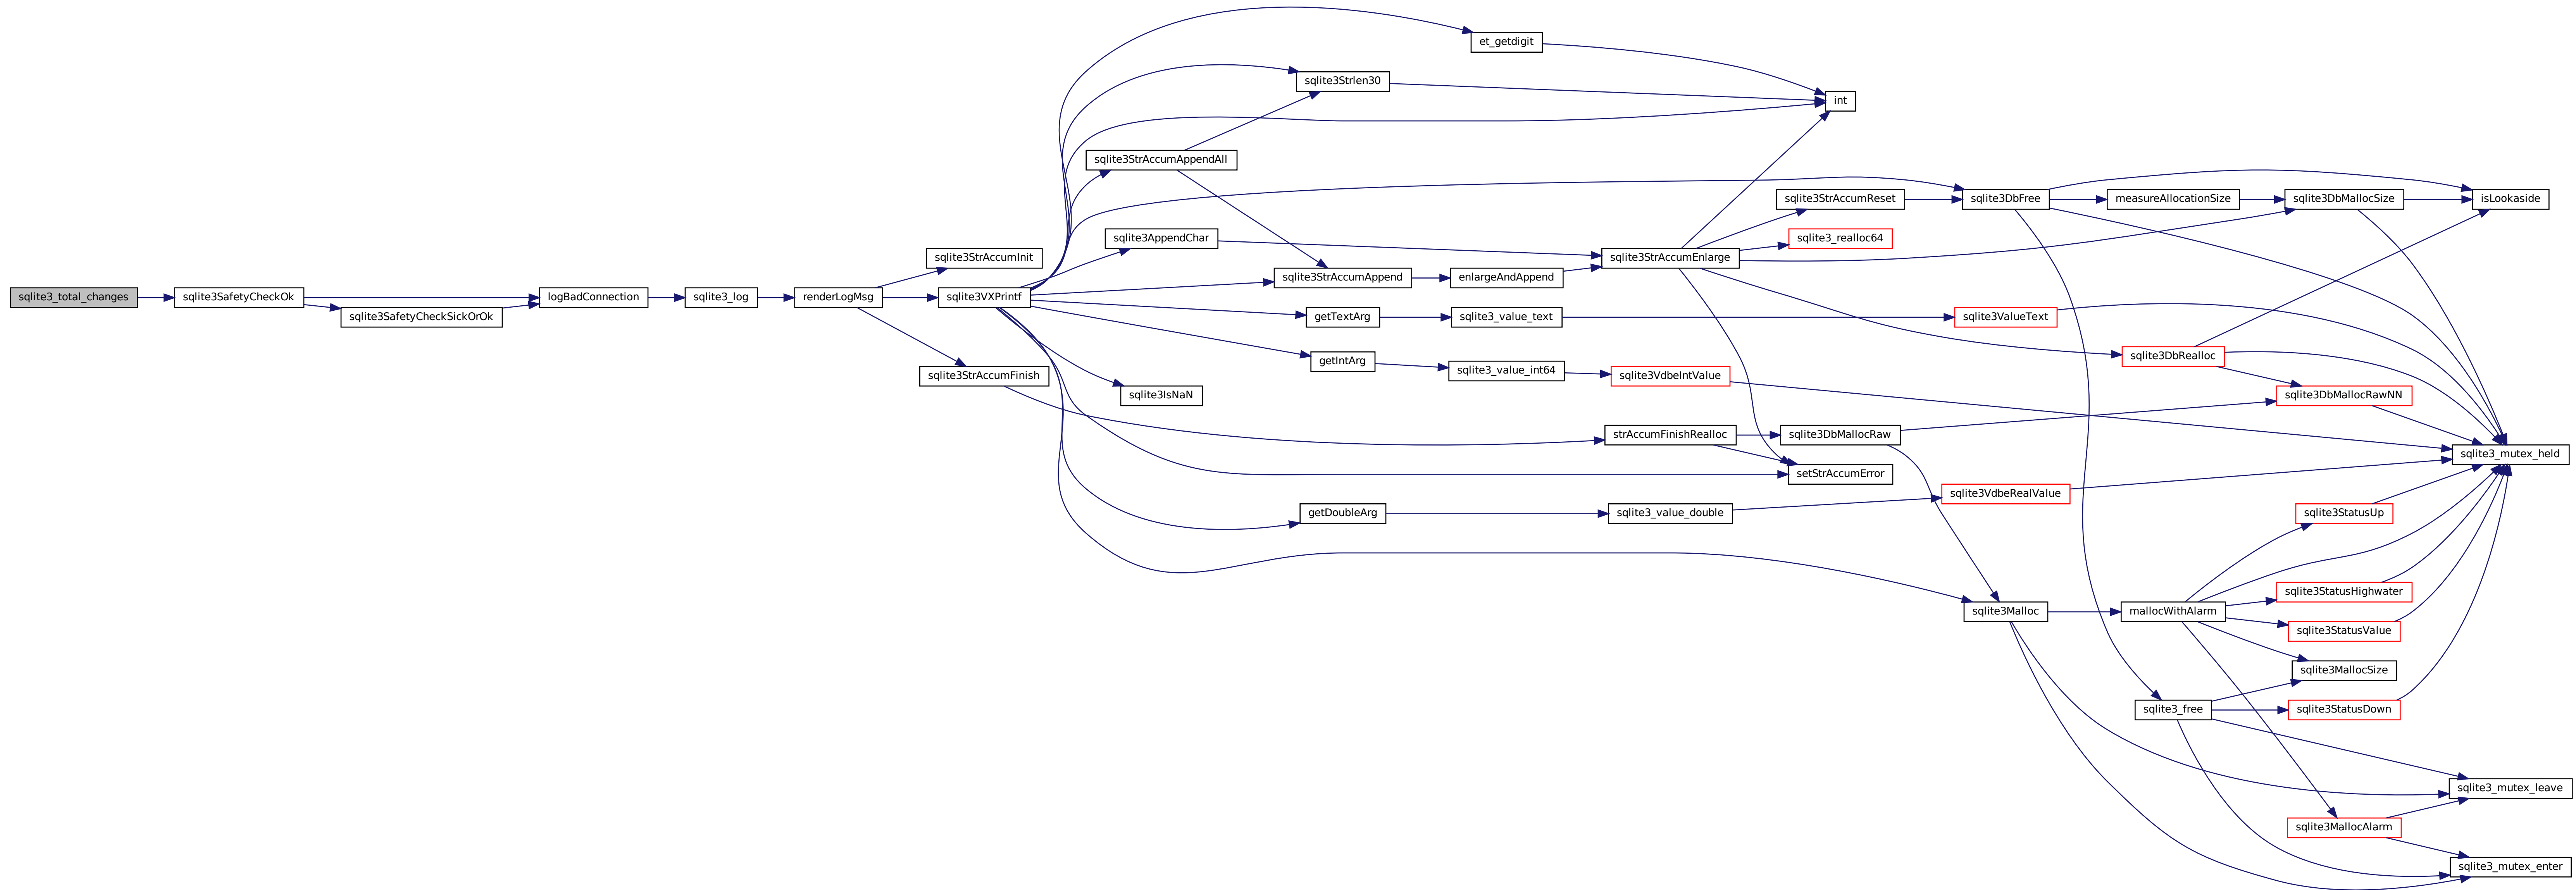 sqlite3_total_changes
sqlite3SafetyCheckOk
sqlite3SafetyCheckSickOrOk
logBadConnection
sqlite3_log
renderLogMsg
sqlite3StrAccumInit
sqlite3VXPrintf
sqlite3StrAccumFinish
et_getdigit
sqlite3Strlen30
int
sqlite3StrAccumAppendAll
sqlite3AppendChar
sqlite3StrAccumAppend
enlargeAndAppend
getTextArg
sqlite3_value_text
getIntArg
sqlite3_value_int64
sqlite3IsNaN
getDoubleArg
sqlite3_value_double
sqlite3StrAccumEnlarge
sqlite3StrAccumReset
sqlite3_realloc64
sqlite3VdbeIntValue
strAccumFinishRealloc
sqlite3DbMallocRaw
setStrAccumError
sqlite3VdbeRealValue
sqlite3DbFree
measureAllocationSize
sqlite3DbMallocSize
isLookaside
sqlite3ValueText
sqlite3DbRealloc
sqlite3DbMallocRawNN
sqlite3_mutex_held
sqlite3StatusUp
sqlite3Malloc
mallocWithAlarm
sqlite3StatusHighwater
sqlite3StatusValue
sqlite3MallocSize
sqlite3_free
sqlite3StatusDown
sqlite3_mutex_leave
sqlite3MallocAlarm
sqlite3_mutex_enter